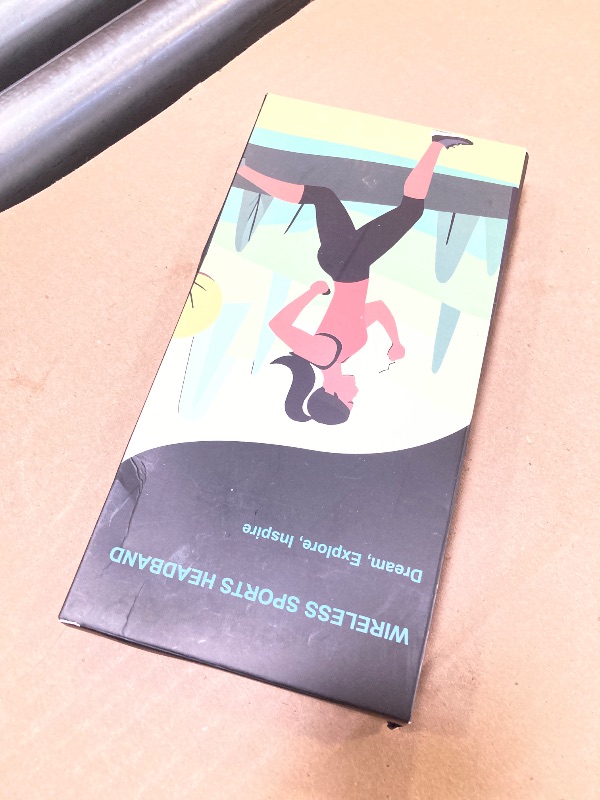 WIRELESS SPORTS HEADBAND
Dream, Explore, Inspire